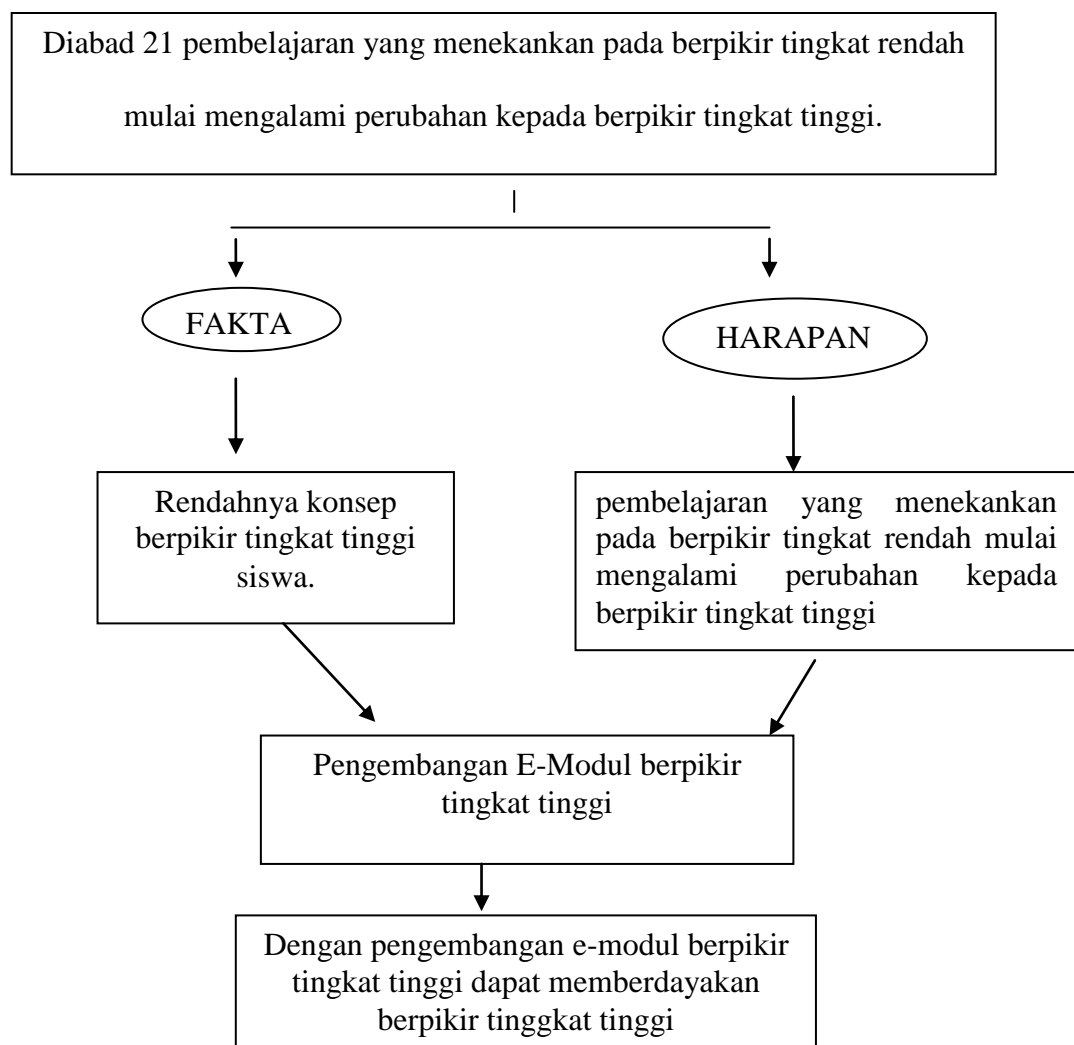 Diabad 21 pembelajaran yang menekankan pada berpikir tingkat rendah
mulai mengalami perubahan kepada berpikir tingkat tinggi.
FAKTA
HARAPAN
Rendahnya konsep
berpikir tingkat tinggi
siswa.
pembelajaran yang menekankan
pada berpikir tingkat rendah mulai
mengalami perubahan kepada
berpikir tingkat tinggi
Pengembangan E-Modul berpikir
tingkat tinggi
Dengan pengembangan e-modul berpikir
tingkat tinggi dapat memberdayakan
berpikir tinggkat tinggi